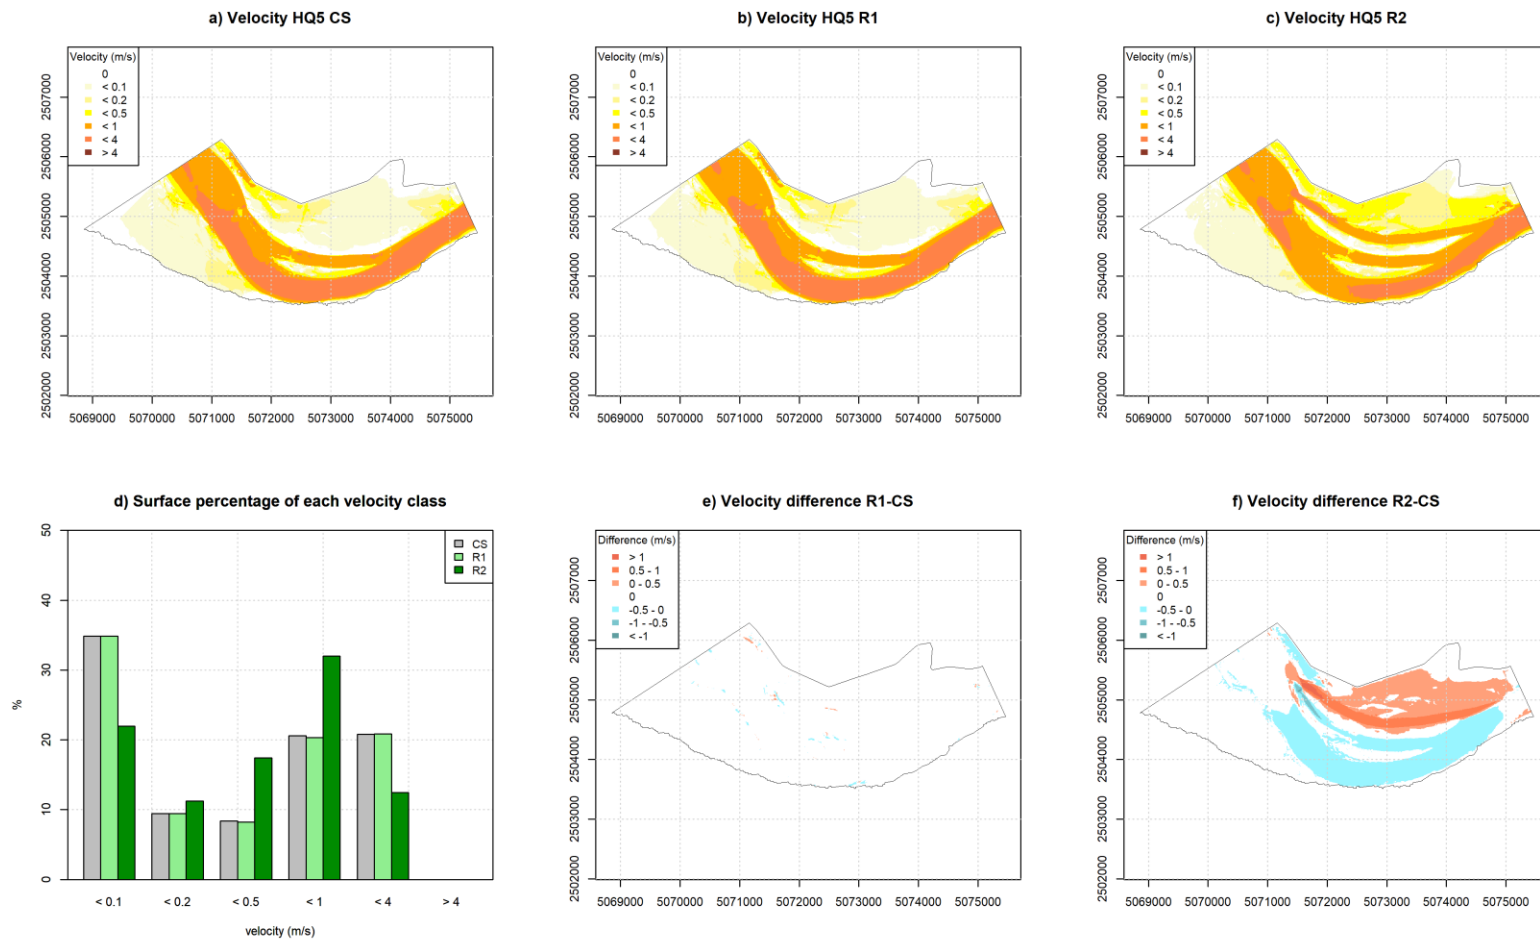 a) Velocity HQ5 CS
b) Velocity HQ5 R1
c) Velocity HQ5 R2
Velocity (m/s)
0
< 0.1
< 0.2
< 0.5
< 1
< 4
> 4
2502000 2503000 2504000 2505000 2506000 2507000
5069000 5070000 5071000 5072000 5073000 5074000 5075000
Velocity (m/s)
0
< 0.1
< 0.2
< 0.5
< 1
< 4
> 4
2502000 2503000 2504000 2505000 2506000 2507000
5069000 5070000 5071000 5072000 5073000 5074000 5075000
Velocity (m/s)
0
< 0.1
< 0.2
< 0.5
< 1
< 4
> 4
2502000 2503000 2504000 2505000 2506000 2507000
5069000 5070000 5071000 5072000 5073000 5074000 5075000
d) Surface percentage of each velocity class
e) Velocity difference R1-CS
f) Velocity difference R2-CS
CS
R1
R2
%
0 10 20 30 40 50
< 0.1 < 0.2 < 0.5 < 1 < 4 > 4
velocity (m/s)
Difference (m/s)
> 1
0.5 - 1
0 - 0.5
0
-0.5 - 0
-1 - -0.5
< -1
2502000 2503000 2504000 2505000 2506000 2507000
5069000 5070000 5071000 5072000 5073000 5074000 5075000
Difference (m/s)
> 1
0.5 - 1
0 - 0.5
0
-0.5 - 0
-1 - -0.5
< -1
2502000 2503000 2504000 2505000 2506000 2507000
5069000 5070000 5071000 5072000 5073000 5074000 5075000